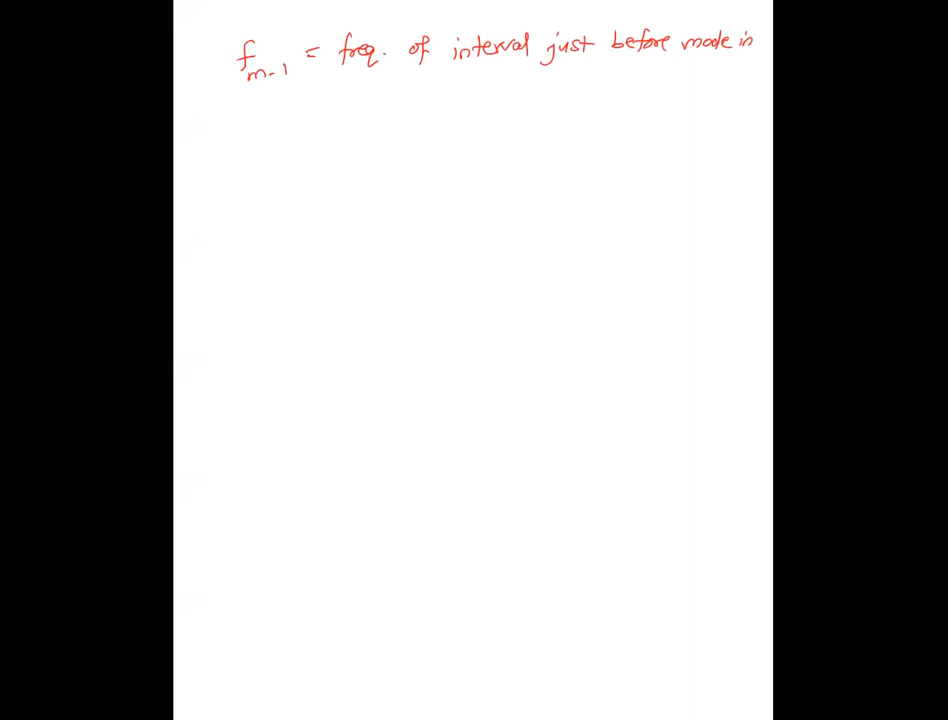 f_{m-1} = freq. of interval just before mode in